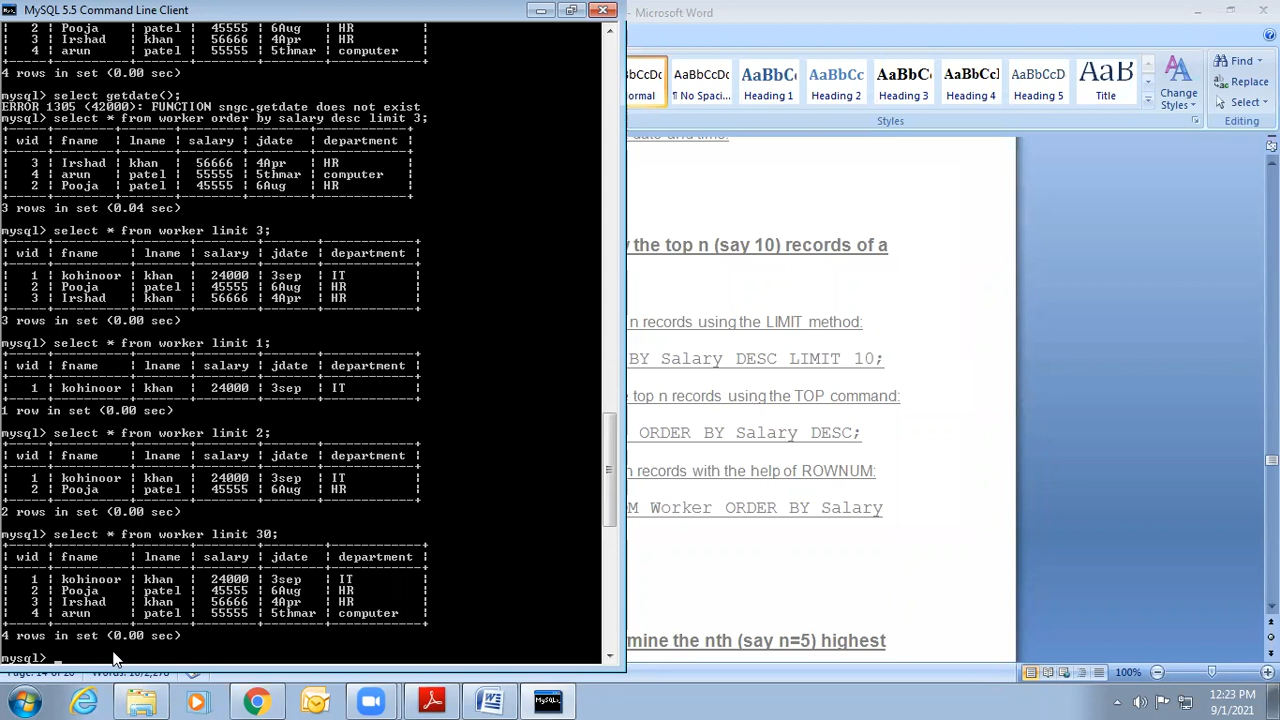 MySQL 5.5 Command Line Client
| 2 | Pooja | patel | 45555 | 6Aug | HR |
| 3 | Irshad | khan | 56666 | 4Apr | HR |
| 4 | arun | patel | 55555 | 5thmar | computer |
4 rows in set (0.00 sec)
mysql> select getdate();
ERROR 1305 (42000): FUNCTION sngc.getdate does not exist
mysql> select * from worker order by salary desc limit 3;
| wid | fname | lname | salary | jdate | department |
| 3 | Irshad | khan | 56666 | 4Apr | HR |
| 4 | arun | patel | 55555 | 5thmar | computer |
| 2 | Pooja | patel | 45555 | 6Aug | HR |
3 rows in set (0.04 sec)
mysql> select * from worker limit 3;
| wid | fname | lname | salary | jdate | department |
| 1 | kohinoor | khan | 24000 | 3sep | IT |
| 2 | Pooja | patel | 45555 | 6Aug | HR |
| 3 | Irshad | khan | 56666 | 4Apr | HR |
3 rows in set (0.00 sec)
mysql> select * from worker limit 1;
| wid | fname | lname | salary | jdate | department |
| 1 | kohinoor | khan | 24000 | 3sep | IT |
1 row in set (0.00 sec)
mysql> select * from worker limit 2;
| wid | fname | lname | salary | jdate | department |
| 1 | kohinoor | khan | 24000 | 3sep | IT |
| 2 | Pooja | patel | 45555 | 6Aug | HR |
2 rows in set (0.00 sec)
mysql> select * from worker limit 30;
| wid | fname | lname | salary | jdate | department |
| 1 | kohinoor | khan | 24000 | 3sep | IT |
| 2 | Pooja | patel | 45555 | 6Aug | HR |
| 3 | Irshad | khan | 56666 | 4Apr | HR |
| 4 | arun | patel | 55555 | 5thmar | computer |
4 rows in set (0.00 sec)
mysql>
- Microsoft Word
AaBbCcDc AaBbCc AaBbCc AaBbCc AaBbCcD AaB
ormal ¶ No Spaci... Heading 1 Heading 2 Heading 3 Heading 4 Heading 5 Title
Change Styles
Find
Replace
Select
Styles
Editing
date and time:
w the top n (say 10) records of a
n records using the LIMIT method:
BY Salary DESC LIMIT 10;
e top n records using the TOP command:
ORDER BY Salary DESC;
n records with the help of ROWNUM:
M Worker ORDER BY Salary
mine the nth (say n=5) highest
100%
12:23 PM
9/1/2021